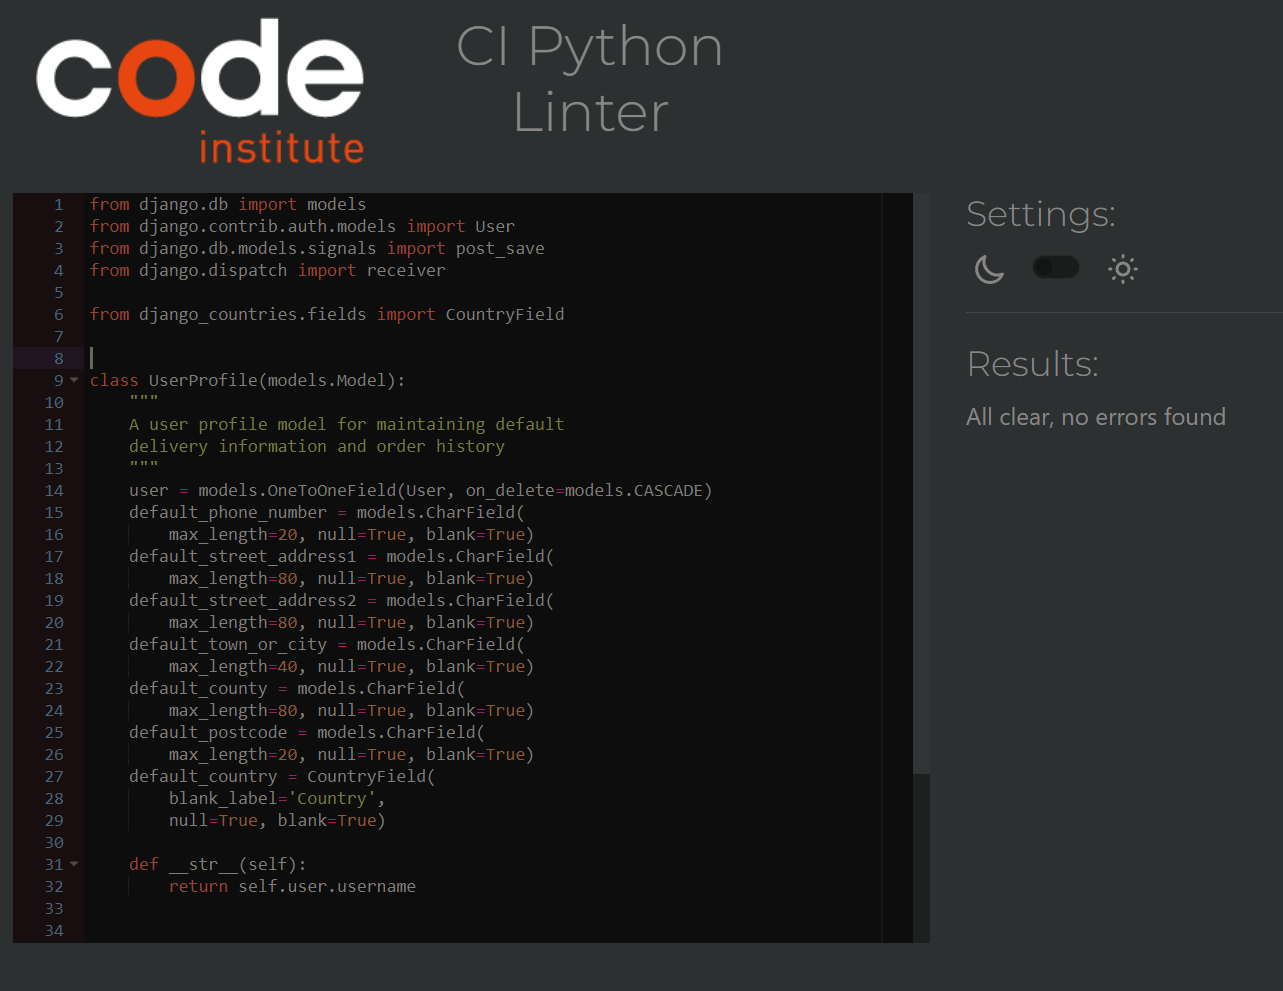 code
institute
CI Python
Linter
1 from django.db import models
2 from django.contrib.auth.models import User
3 from django.db.models.signals import post_save
4 from django.dispatch import receiver
5
6 from django_countries.fields import CountryField
7
8
9 class UserProfile(models.Model):
10     """
11     A user profile model for maintaining default
12     delivery information and order history
13     """
14     user = models.OneToOneField(User, on_delete=models.CASCADE)
15     default_phone_number = models.CharField(
16         max_length=20, null=True, blank=True)
17     default_street_address1 = models.CharField(
18         max_length=80, null=True, blank=True)
19     default_street_address2 = models.CharField(
20         max_length=80, null=True, blank=True)
21     default_town_or_city = models.CharField(
22         max_length=40, null=True, blank=True)
23     default_county = models.CharField(
24         max_length=80, null=True, blank=True)
25     default_postcode = models.CharField(
26         max_length=20, null=True, blank=True)
27     default_country = CountryField(
28         blank_label='Country',
29         null=True, blank=True)
30
31     def __str__(self):
32         return self.user.username
33
34
Settings:
Results:
All clear, no errors found